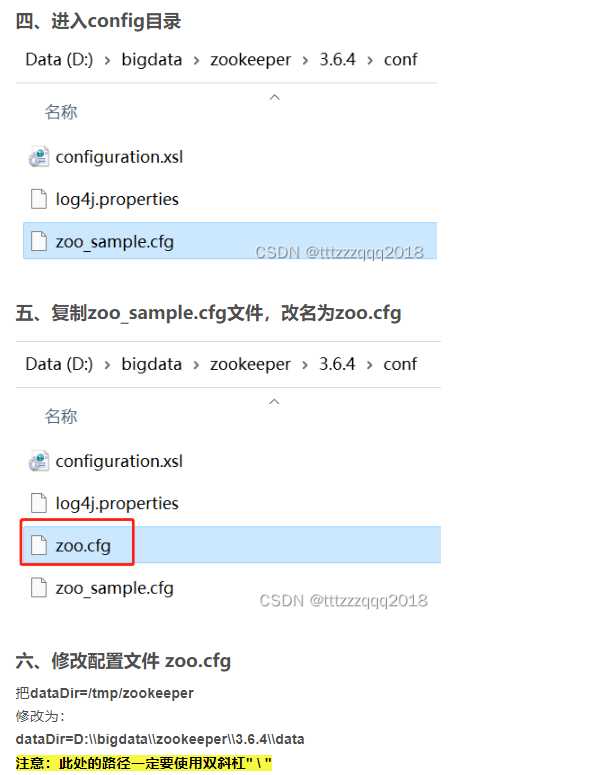 四、进入config目录
Data (D:) › bigdata › zookeeper › 3.6.4 › conf
名称
configuration.xsl
log4j.properties
zoo_sample.cfg
CSDN @tttzzzqqq2018
五、复制zoo_sample.cfg文件，改名为zoo.cfg
Data (D:) › bigdata › zookeeper › 3.6.4 › conf
名称
configuration.xsl
log4j.properties
zoo.cfg
zoo_sample.cfg
CSDN @tttzzzqqq2018
六、修改配置文件 zoo.cfg
把dataDir=/tmp/zookeeper
修改为：
dataDir=D:\\bigdata\\zookeeper\\3.6.4\\data
注意：此处的路径一定要使用双斜杠" \ "